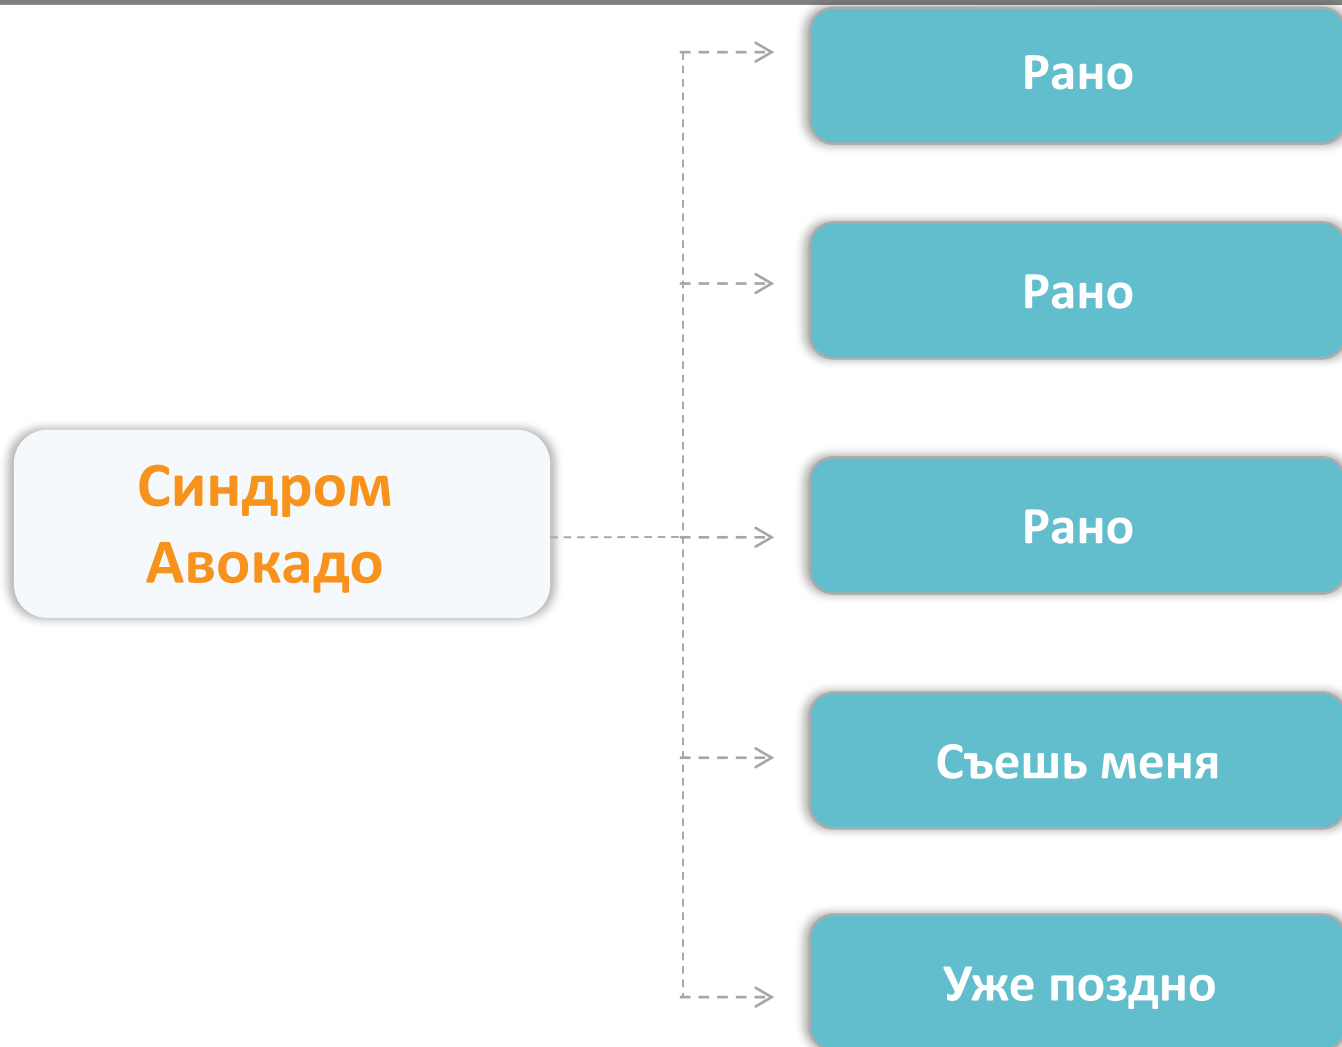 Рано
Рано
Синдром
Авокадо
Рано
Съешь меня
Уже поздно